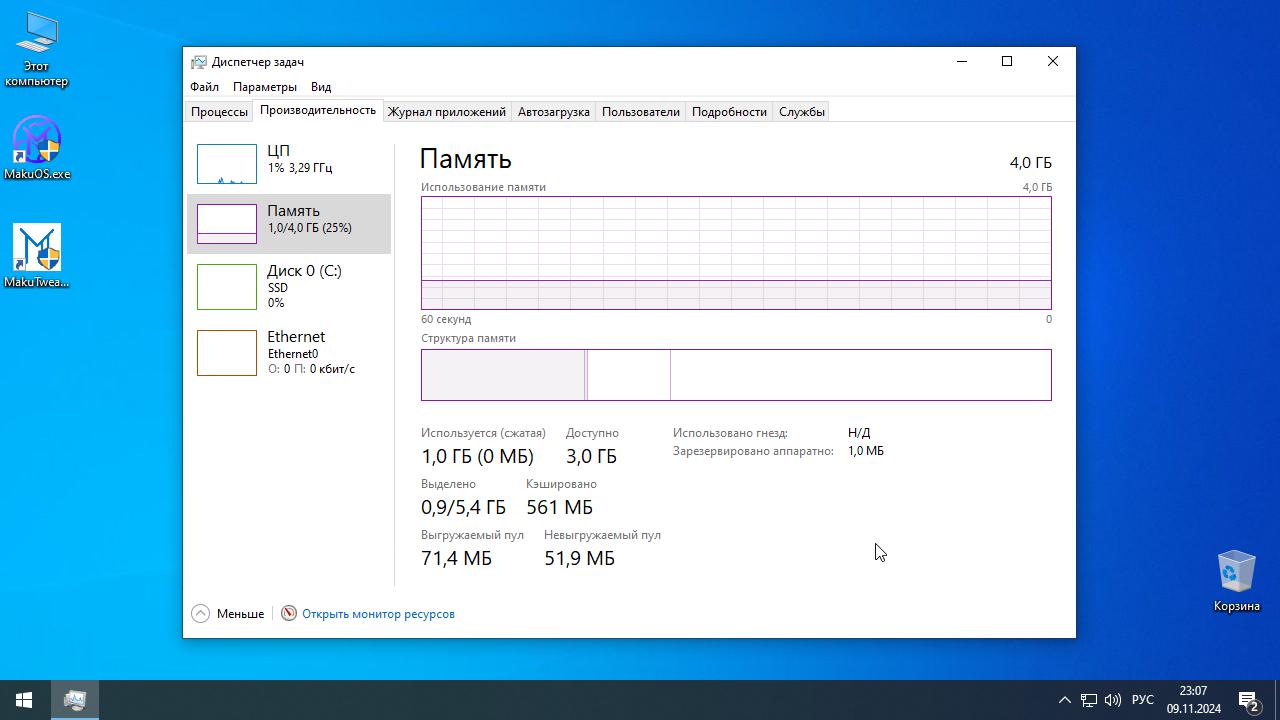 Этот
компьютер
MakuOS.exe
MakuTwea...
Диспетчер задач
Файл Параметры Вид
Процессы Производительность Журнал приложений Автозагрузка Пользователи Подробности Службы
ЦП
1% 3,29 ГГц
Память
1,0/4,0 ГБ (25%)
Диск 0 (C:)
SSD
0%
Ethernet
Ethernet0
О: 0 П: 0 кбит/с
Память 4,0 ГБ
Использование памяти 4,0 ГБ
60 секунд 0
Структура памяти
Используется (сжатая) Доступно
1,0 ГБ (0 МБ) 3,0 ГБ
Выделено Кэшировано
0,9/5,4 ГБ 561 МБ
Выгружаемый пул Невыгружаемый пул
71,4 МБ 51,9 МБ
Использовано гнезд: Н/Д
Зарезервировано аппаратно: 1,0 МБ
Меньше Открыть монитор ресурсов
Корзина
РУС
23:07
09.11.2024
2